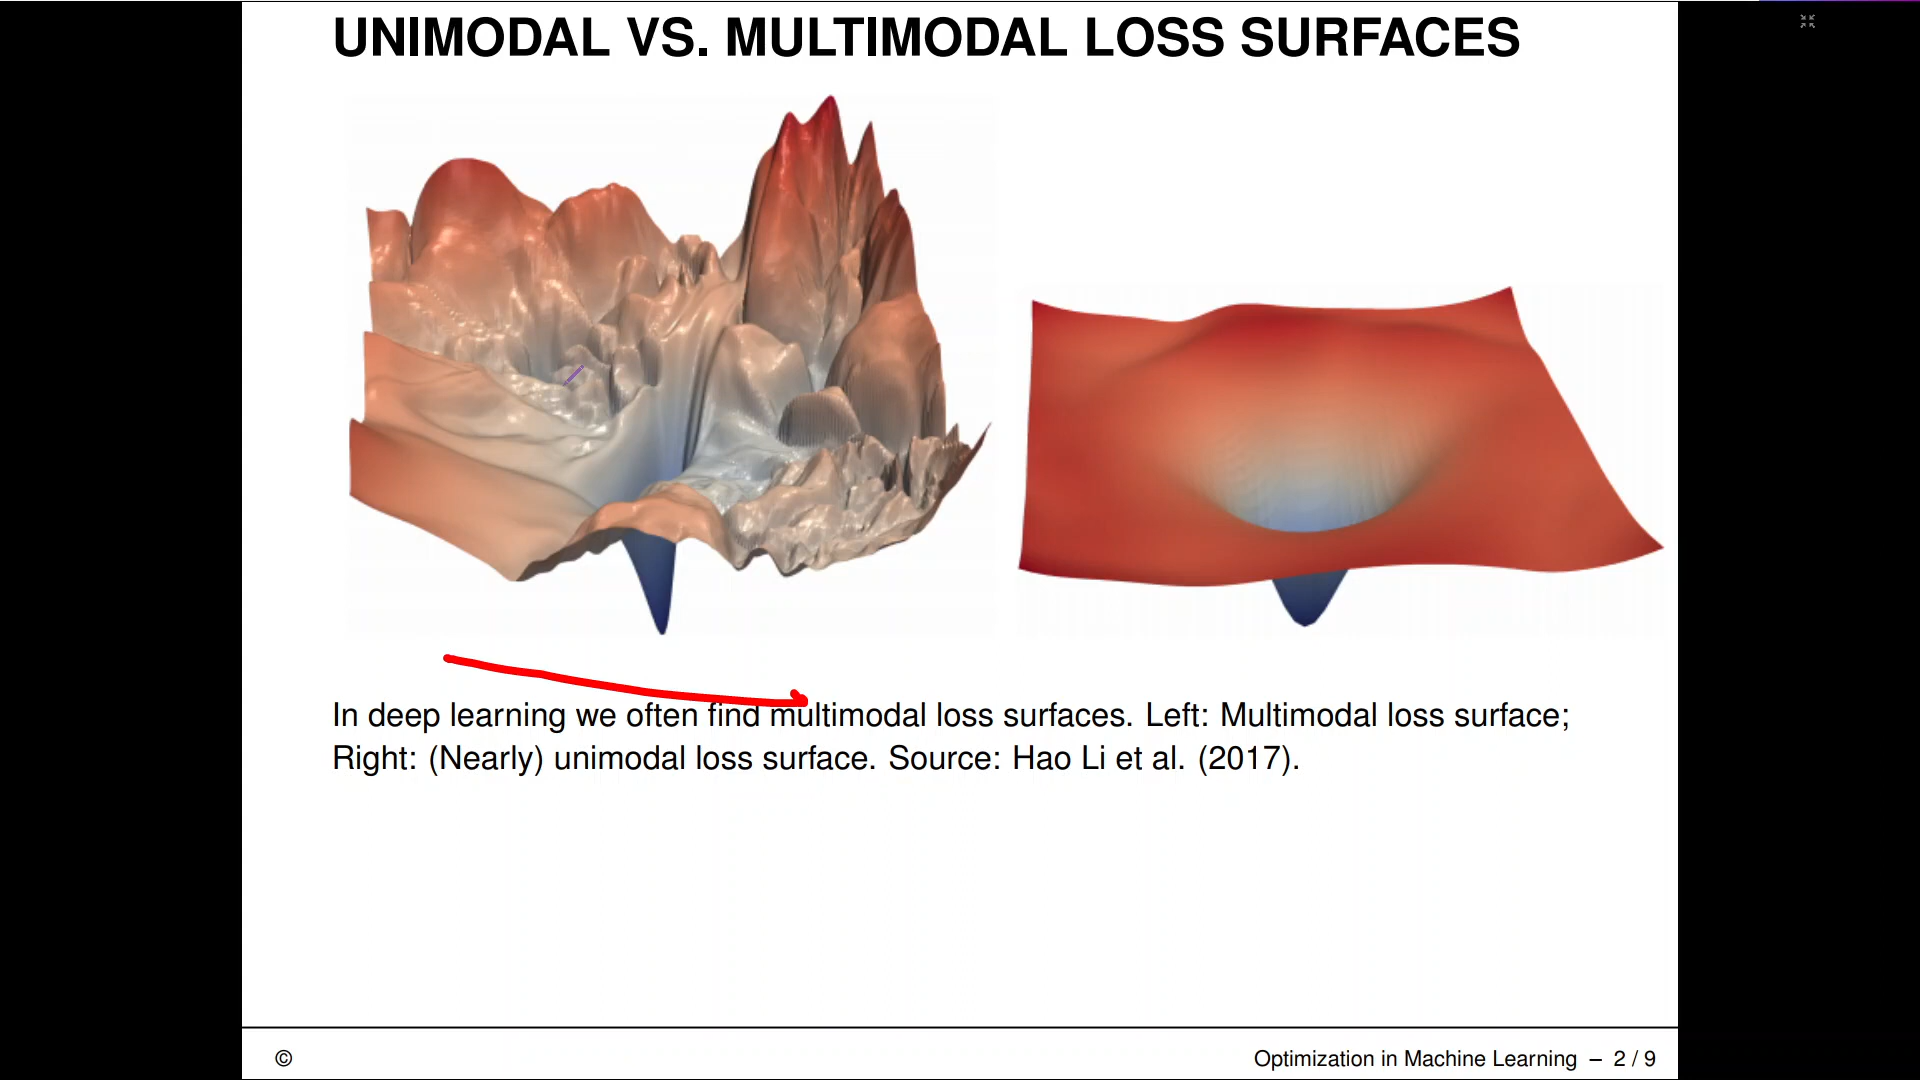 UNIMODAL VS. MULTIMODAL LOSS SURFACES
In deep learning we often find multimodal loss surfaces. Left: Multimodal loss surface;
Right: (Nearly) unimodal loss surface. Source: Hao Li et al. (2017).
© Optimization in Machine Learning – 2 / 9